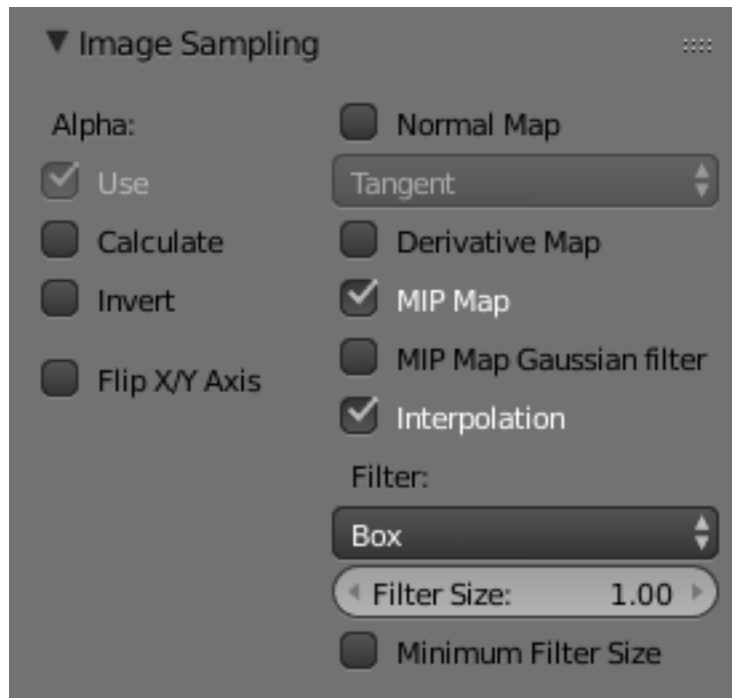 Image Sampling
Alpha:
Use
Calculate
Invert
Flip X/Y Axis
Normal Map
Tangent
Derivative Map
MIP Map
MIP Map Gaussian filter
Interpolation
Filter:
Box
Filter Size: 1.00
Minimum Filter Size